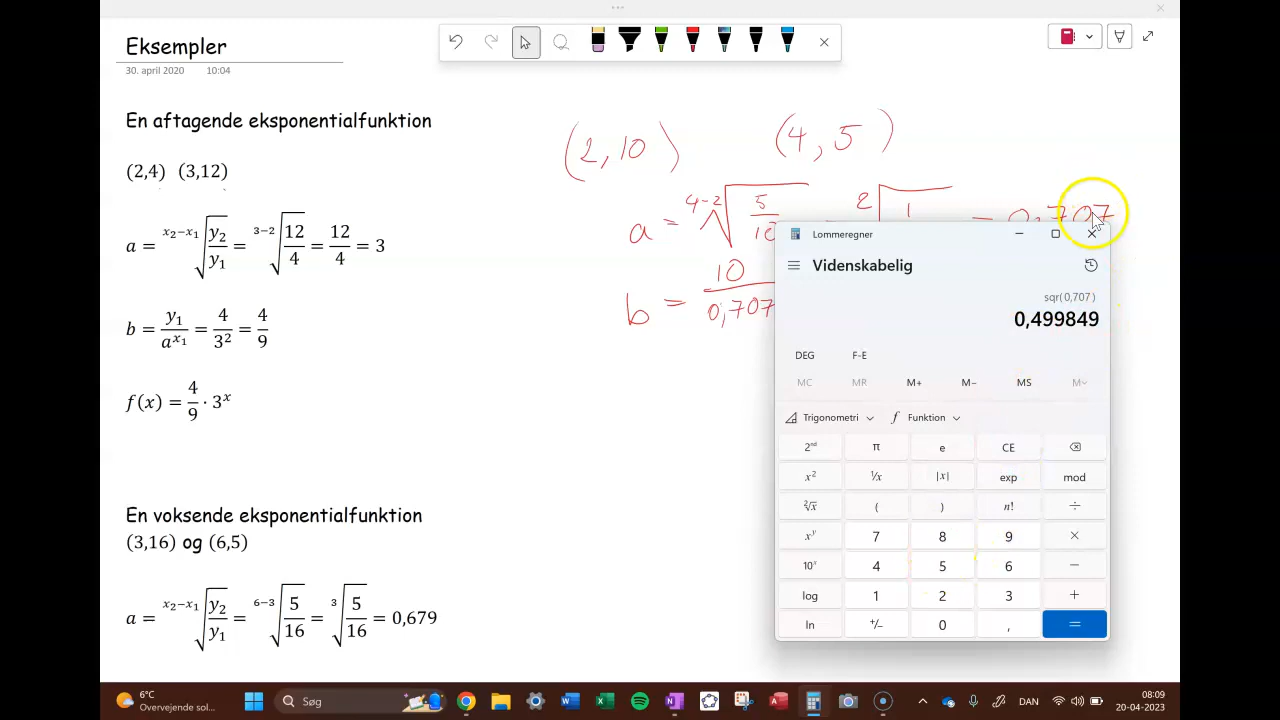 Eksempler
30. april 2020 10:04
En aftagende eksponentialfunktion
(2,4) (3,12)
a = x₂−x₁√(y₂/y₁) = 3−2√(12/4) = 12/4 = 3
b = y₁/a^x₁ = 4/3² = 4/9
f(x) = 4/9 · 3ˣ
En voksende eksponentialfunktion
(3,16) og (6,5)
a = x₂−x₁√(y₂/y₁) = 6−3√(5/16) = 3√(5/16) = 0,679
(2,10) (4,5)
a = 4−2√(5/10 = 2√(1 = 0,707
b = 10/0,707
Lommeregner
Videnskabelig
sqr(0,707)
0,499849
DEG F-E
MC MR M+ M− MS M˅
Trigonometri f Funktion
2ⁿᵈ π e CE
x² ¹/x |x| exp mod
²√x ( ) n! ÷
xʸ 7 8 9 ×
10ˣ 4 5 6 −
log 1 2 3 +
ln +/− 0 , =
6°C
Overvejende sol...
Søg
DAN
08:09
20-04-2023